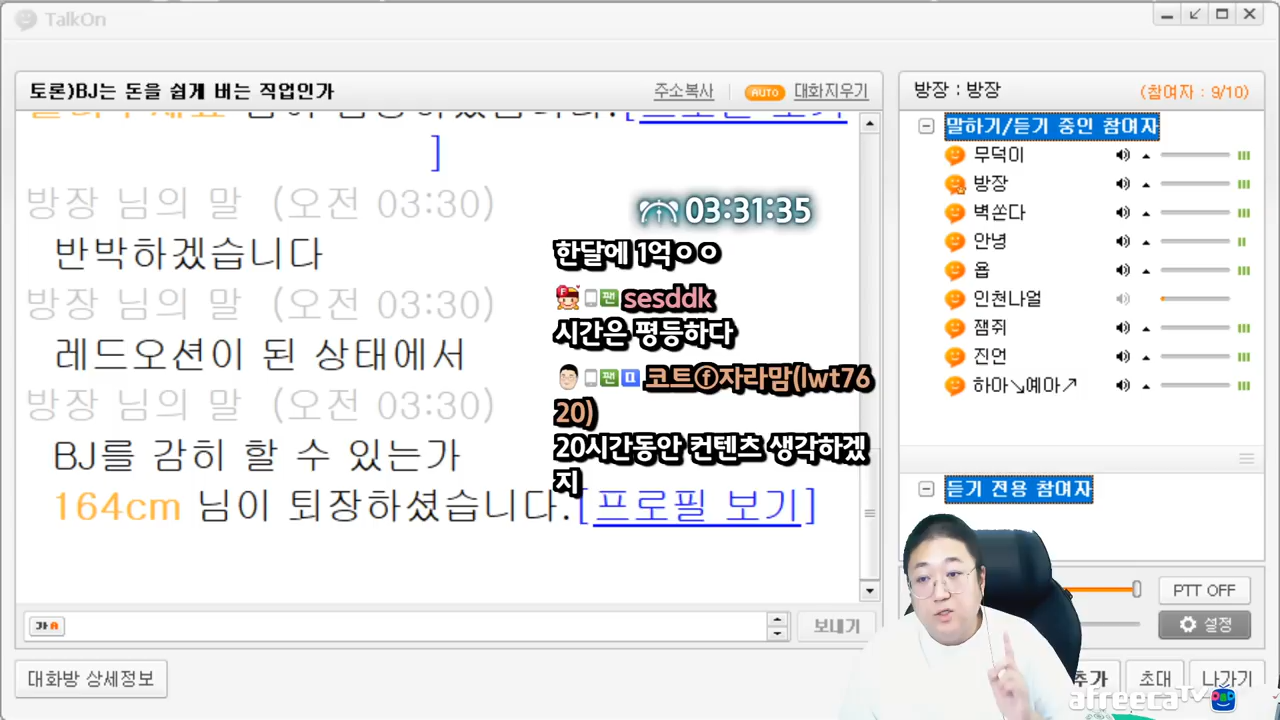 TalkOn
토론)BJ는 돈을 쉽게 버는 직업인가
주소복사
AUTO
대화지우기
]
방장 님의 말 (오전 03:30)
반박하겠습니다
방장 님의 말 (오전 03:30)
레드오션이 된 상태에서
방장 님의 말 (오전 03:30)
BJ를 감히 할 수 있는가
164cm 님이 퇴장하셨습니다.[프로필 보기]
03:31:35
한달에 1억ㅇㅇ
팬 sesddk
시간은 평등하다
팬 코트ⓕ자라맘(lwt76
20)
20시간동안 컨텐츠 생각하겠
지
가
보내기
대화방 상세정보
방장 : 방장
(참여자 : 9/10)
말하기/듣기 중인 참여자
무덕이
방장
벽쏜다
안녕
욥
인천나얼
잼쥐
진언
하아↘예아↗
듣기 전용 참여자
PTT OFF
설정
추가
초대
나가기
afreecaTV